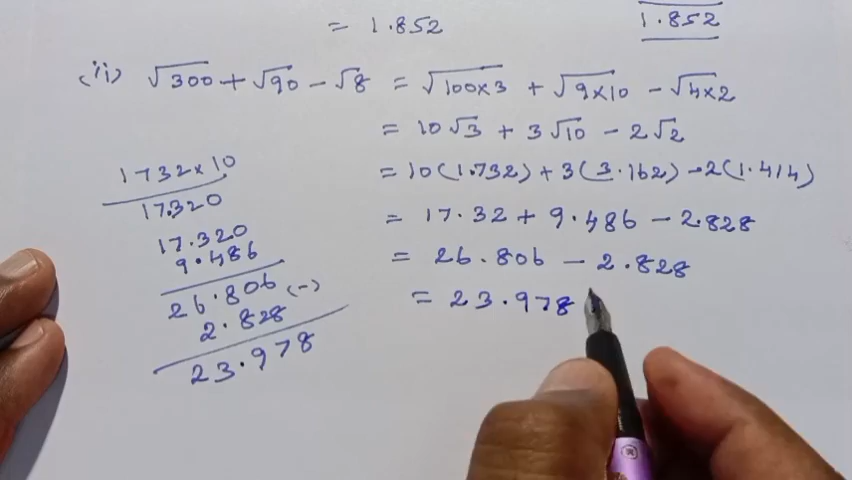 = 1.852
1.852
(ii) √300 + √90 - √8 = √100×3 + √9×10 - √4×2
= 10√3 + 3√10 - 2√2
= 10(1.732) + 3(3.162) - 2(1.414)
= 17.32 + 9.486 - 2.828
= 26.806 - 2.828
= 23.978
1732×10
17.320
17.320
9.486
26.806 (-)
2.828
23.978